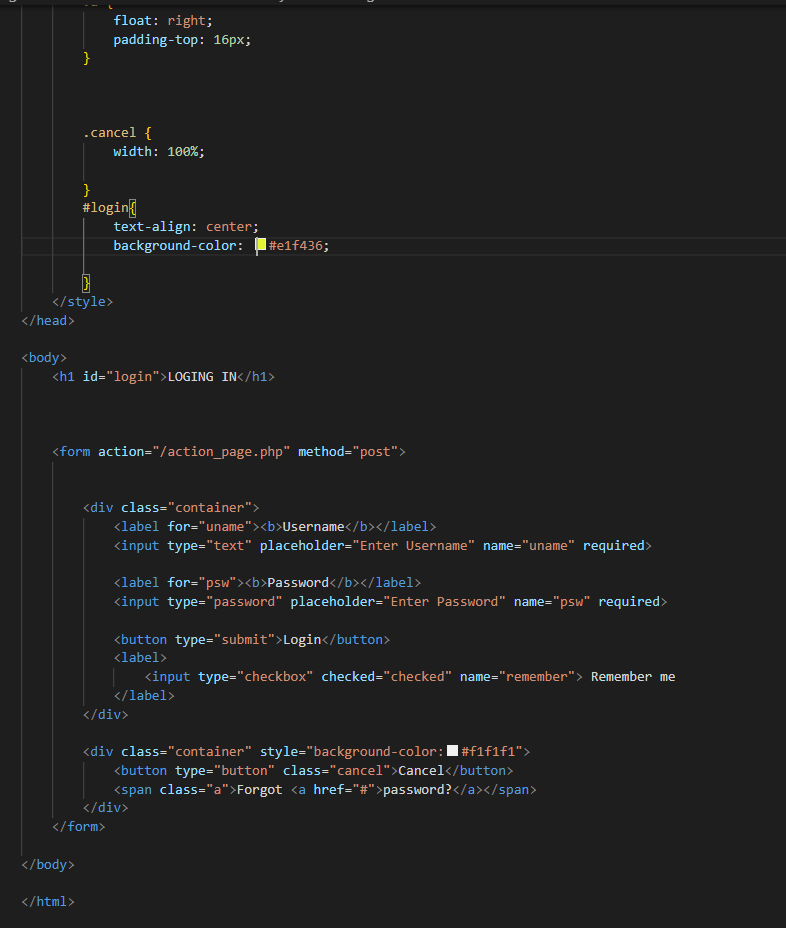 float: right;
padding-top: 16px;
}
.cancel {
width: 100%;
}
#login{
text-align: center;
background-color: #e1f436;
}
</style>
</head>
<body>
<h1 id="login">LOGING IN</h1>
<form action="/action_page.php" method="post">
<div class="container">
<label for="uname"><b>Username</b></label>
<input type="text" placeholder="Enter Username" name="uname" required>
<label for="psw"><b>Password</b></label>
<input type="password" placeholder="Enter Password" name="psw" required>
<button type="submit">Login</button>
<label>
<input type="checkbox" checked="checked" name="remember"> Remember me
</label>
</div>
<div class="container" style="background-color:#f1f1f1">
<button type="button" class="cancel">Cancel</button>
<span class="a">Forgot <a href="#">password?</a></span>
</div>
</form>
</body>
</html>